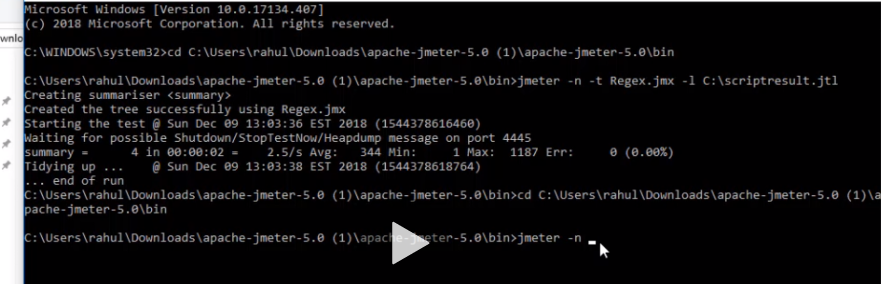 Microsoft Windows [Version 10.0.17134.407]
(c) 2018 Microsoft Corporation. All rights reserved.
wnlo
C:\WINDOWS\system32>cd C:\Users\rahul\Downloads\apache-jmeter-5.0 (1)\apache-jmeter-5.0\bin
C:\Users\rahul\Downloads\apache-jmeter-5.0 (1)\apache-jmeter-5.0\bin>jmeter -n -t Regex.jmx -l C:\scriptresult.jtl
Creating summariser <summary>
Created the tree successfully using Regex.jmx
Starting the test @ Sun Dec 09 13:03:36 EST 2018 (1544378616460)
Waiting for possible Shutdown/StopTestNow/Heapdump message on port 4445
summary =      4 in 00:00:02 =    2.5/s Avg:   344 Min:     1 Max:  1187 Err:     0 (0.00%)
Tidying up ...    @ Sun Dec 09 13:03:38 EST 2018 (1544378618764)
... end of run
C:\Users\rahul\Downloads\apache-jmeter-5.0 (1)\apache-jmeter-5.0\bin>cd C:\Users\rahul\Downloads\apache-jmeter-5.0 (1)\a
pache-jmeter-5.0\bin
C:\Users\rahul\Downloads\apache-jmeter-5.0 (1)\apache-jmeter-5.0\bin>jmeter -n